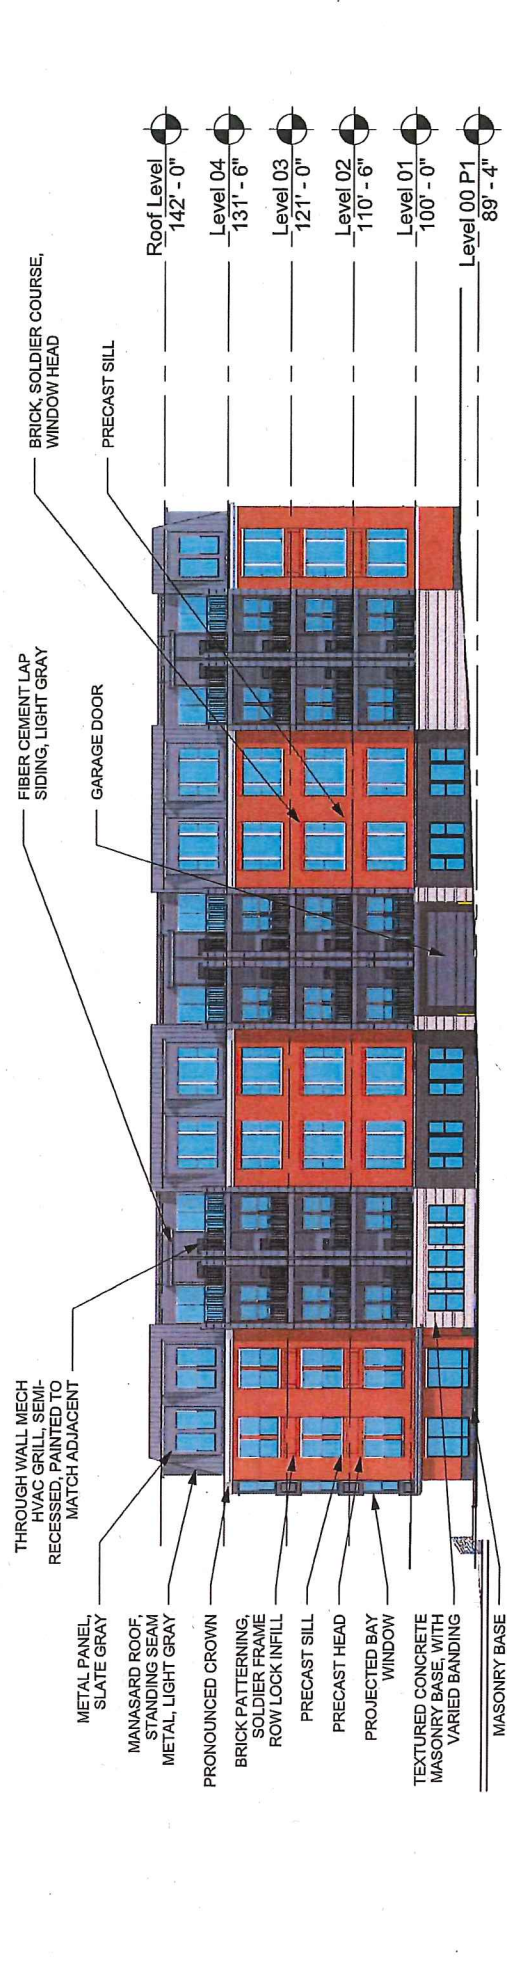 THROUGH WALL MECH
HVAC GRILL, SEMI-
RECESSED, PAINTED TO
MATCH ADJACENT
FIBER CEMENT LAP
SIDING, LIGHT GRAY
GARAGE DOOR
BRICK, SOLDIER COURSE,
WINDOW HEAD
PRECAST SILL
METAL PANEL,
SLATE GRAY
MANASARD ROOF,
STANDING SEAM
METAL, LIGHT GRAY
PRONOUNCED CROWN
BRICK PATTERNING,
SOLDIER FRAME
ROW LOCK INFILL
PRECAST SILL
PRECAST HEAD
PROJECTED BAY
WINDOW
TEXTURED CONCRETE
MASONRY BASE, WITH
VARIED BANDING
MASONRY BASE
Roof Level
142' - 0"
Level 04
131' - 6"
Level 03
121' - 0"
Level 02
110' - 6"
Level 01
100' - 0"
Level 00 P1
89' - 4"